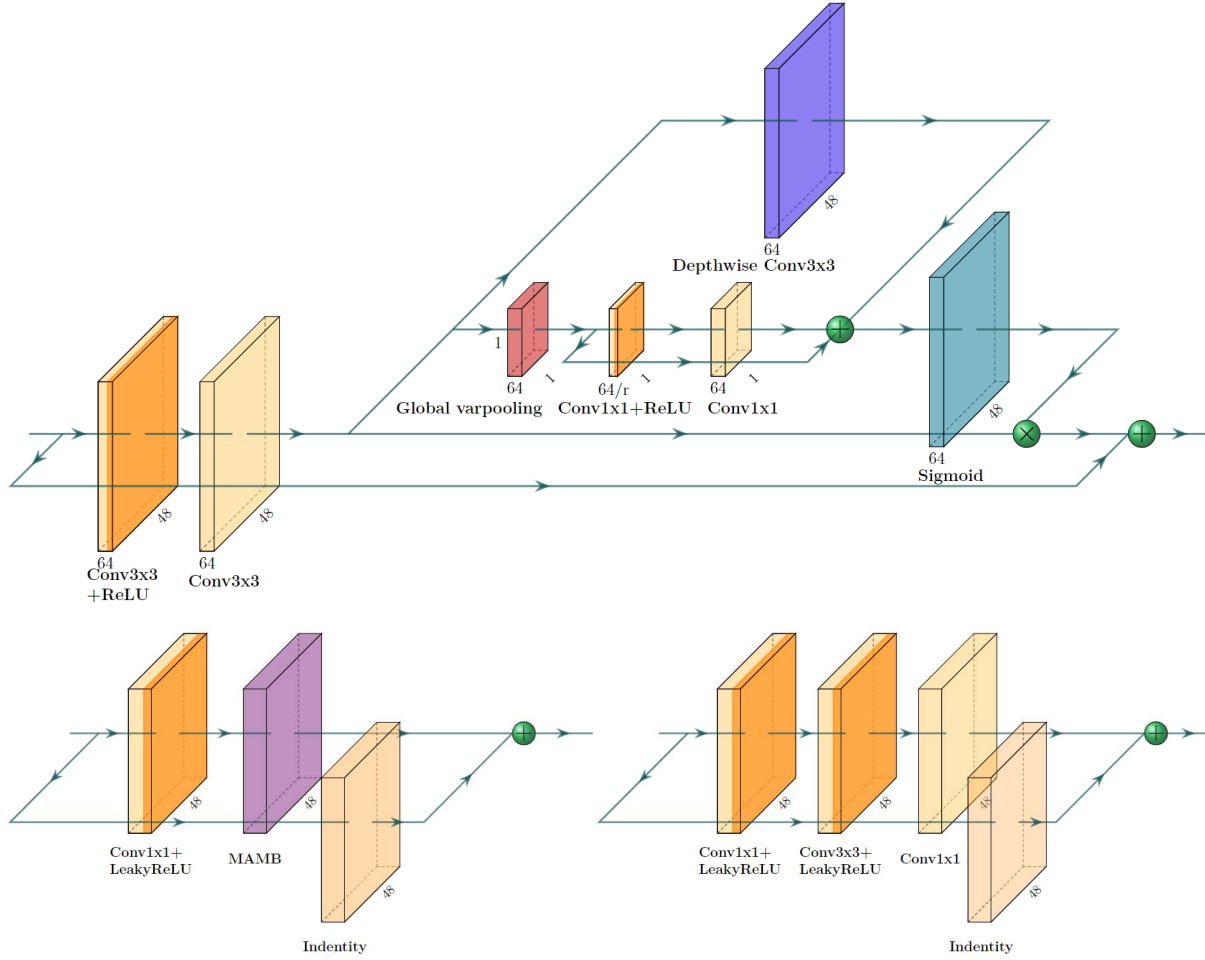 48
64
Depthwise Conv3x3
1
64
1
64/r
1
64
1
Global varpooling
Conv1x1+ReLU
Conv1x1
48
64
Sigmoid
48
64
Conv3x3
+ReLU
48
64
Conv3x3
48
Conv1x1+
LeakyReLU
48
MAMB
48
Indentity
48
Conv1x1+
LeakyReLU
48
Conv3x3+
LeakyReLU
48
Conv1x1
48
Indentity